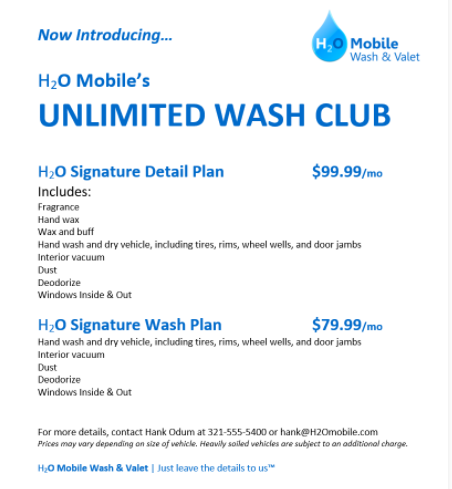 Now Introducing...
H₂O Mobile
Wash & Valet
H₂O Mobile's
UNLIMITED WASH CLUB
H₂O Signature Detail Plan $99.99/mo
Includes:
Fragrance
Hand wax
Wax and buff
Hand wash and dry vehicle, including tires, rims, wheel wells, and door jambs
Interior vacuum
Dust
Deodorize
Windows Inside & Out
H₂O Signature Wash Plan $79.99/mo
Hand wash and dry vehicle, including tires, rims, wheel wells, and door jambs
Interior vacuum
Dust
Deodorize
Windows Inside & Out
For more details, contact Hank Odum at 321-555-5400 or hank@H2Omobile.com
Prices may vary depending on size of vehicle. Heavily soiled vehicles are subject to an additional charge.
H₂O Mobile Wash & Valet | Just leave the details to us™